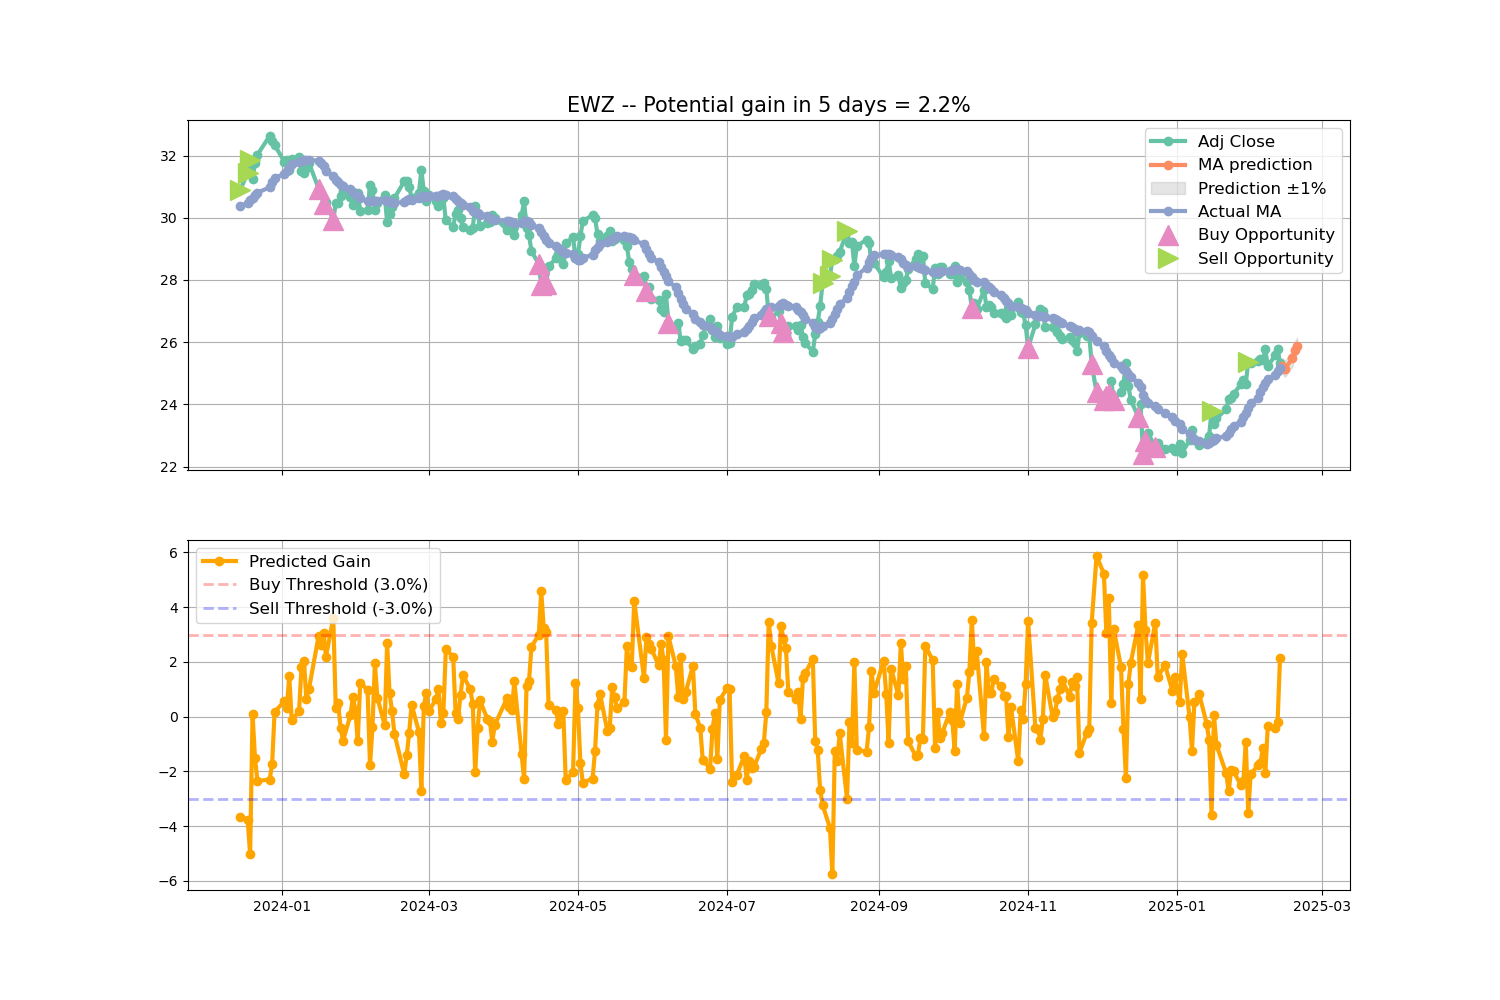 EWZ -- Potential gain in 5 days = 2.2%
32
30
28
26
24
22
Adj Close
MA prediction
Prediction ±1%
Actual MA
Buy Opportunity
Sell Opportunity
6
4
2
0
−2
−4
−6
Predicted Gain
Buy Threshold (3.0%)
Sell Threshold (-3.0%)
2024-01 2024-03 2024-05 2024-07 2024-09 2024-11 2025-01 2025-03